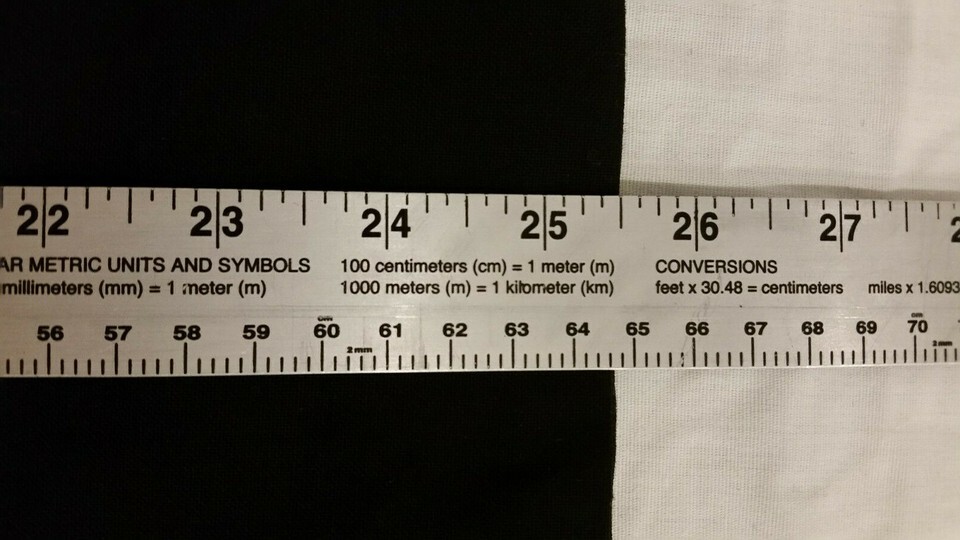 22 23 24 25 26 27
AR METRIC UNITS AND SYMBOLS 100 centimeters (cm) = 1 meter (m) CONVERSIONS
millimeters (mm) = 1 meter (m) 1000 meters (m) = 1 kilometer (km) feet x 30.48 = centimeters miles x 1.6093
cm cm
56 57 58 59 60 61 62 63 64 65 66 67 68 69 70
2mm 2mm